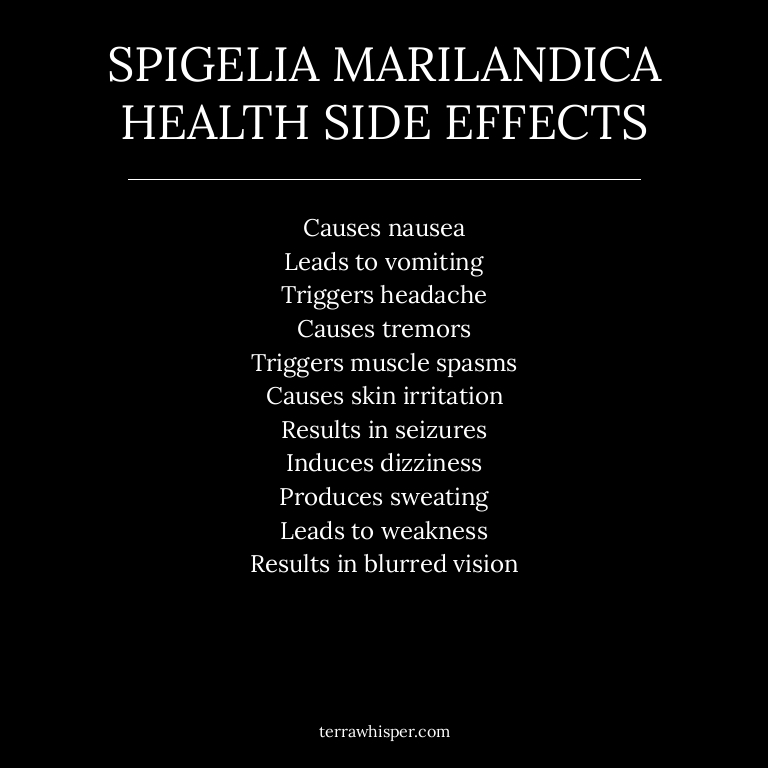 SPIGELIA MARILANDICA
HEALTH SIDE EFFECTS
Causes nausea
Leads to vomiting
Triggers headache
Causes tremors
Triggers muscle spasms
Causes skin irritation
Results in seizures
Induces dizziness
Produces sweating
Leads to weakness
Results in blurred vision
terrawhisper.com